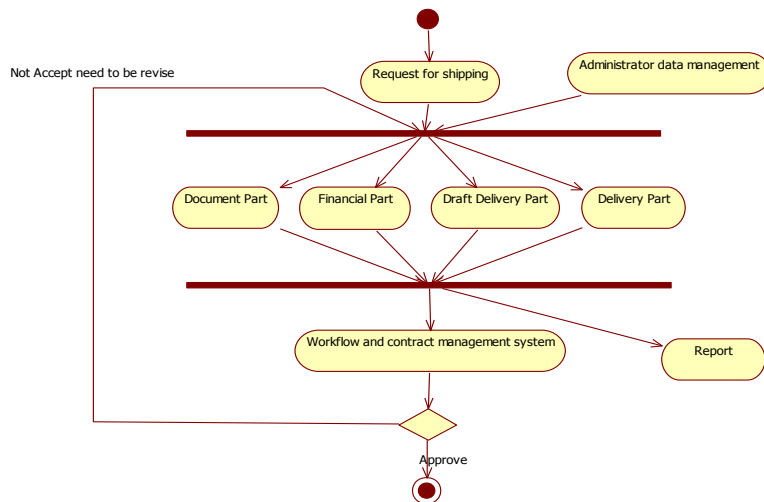 Request for shipping
Administrator data management
Not Accept need to be revise
Document Part
Financial Part
Draft Delivery Part
Delivery Part
Workflow and contract management system
Report
Approve